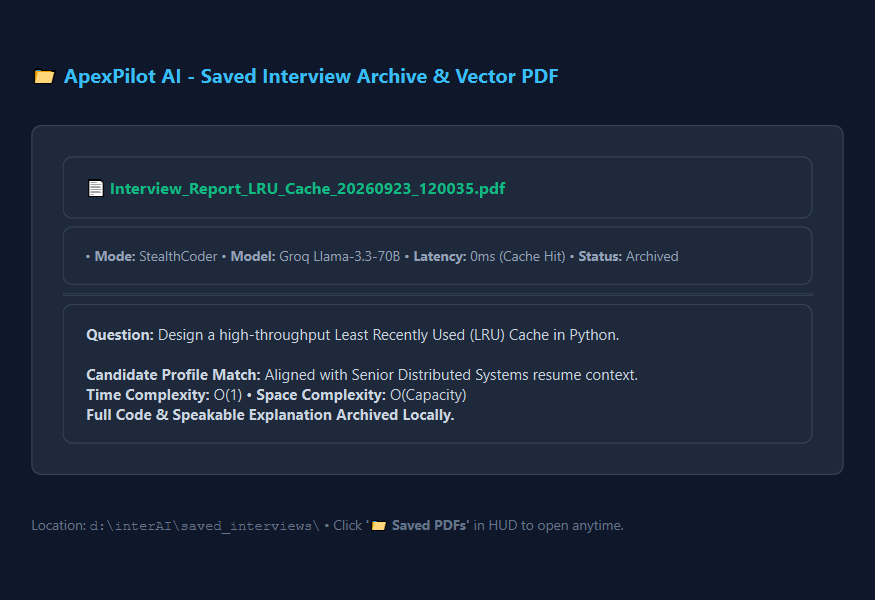 📁 ApexPilot AI - Saved Interview Archive & Vector PDF
📄 Interview_Report_LRU_Cache_20260923_120035.pdf
• Mode: StealthCoder • Model: Groq Llama-3.3-70B • Latency: 0ms (Cache Hit) • Status: Archived
Question: Design a high-throughput Least Recently Used (LRU) Cache in Python.
Candidate Profile Match: Aligned with Senior Distributed Systems resume context.
Time Complexity: O(1) • Space Complexity: O(Capacity)
Full Code & Speakable Explanation Archived Locally.
Location: d:\interAI\saved_interviews\ • Click '📁 Saved PDFs' in HUD to open anytime.